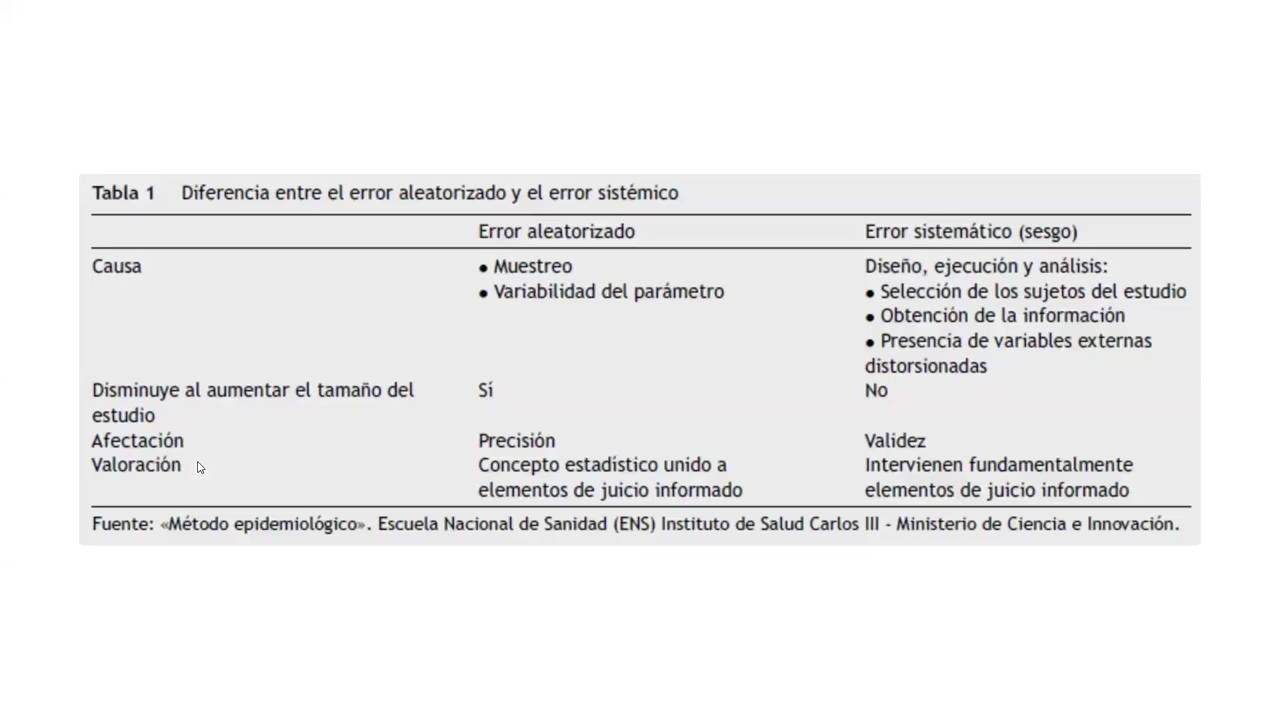 Tabla 1 Diferencia entre el error aleatorizado y el error sistémico
Error aleatorizado Error sistemático (sesgo)
Causa ● Muestreo Diseño, ejecución y análisis:
● Variabilidad del parámetro ● Selección de los sujetos del estudio
● Obtención de la información
● Presencia de variables externas
distorsionadas
Disminuye al aumentar el tamaño del Sí No
estudio
Afectación Precisión Validez
Valoración Concepto estadístico unido a Intervienen fundamentalmente
elementos de juicio informado elementos de juicio informado
Fuente: «Método epidemiológico». Escuela Nacional de Sanidad (ENS) Instituto de Salud Carlos III - Ministerio de Ciencia e Innovación.